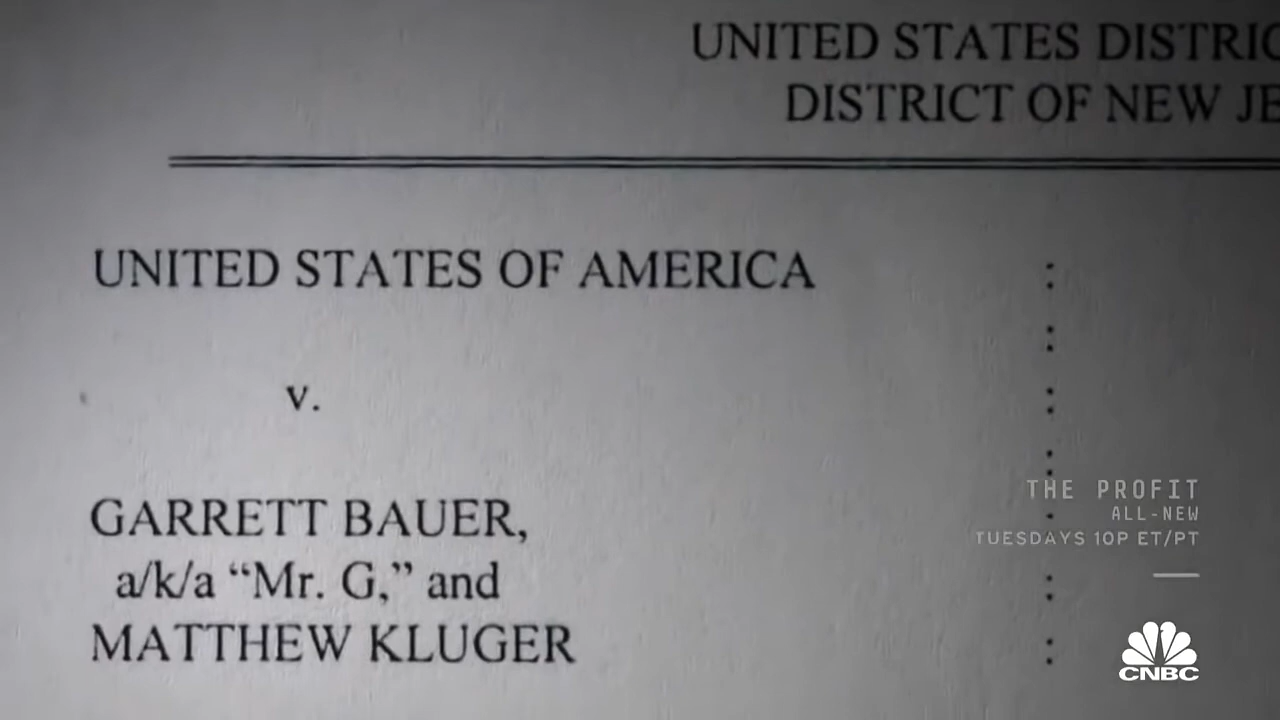 UNITED STATES DISTRIC
DISTRICT OF NEW JE
UNITED STATES OF AMERICA :
:
v. :
:
GARRETT BAUER, :
a/k/a “Mr. G,” and :
MATTHEW KLUGER :
THE PROFIT
ALL-NEW
TUESDAYS 10P ET/PT
CNBC